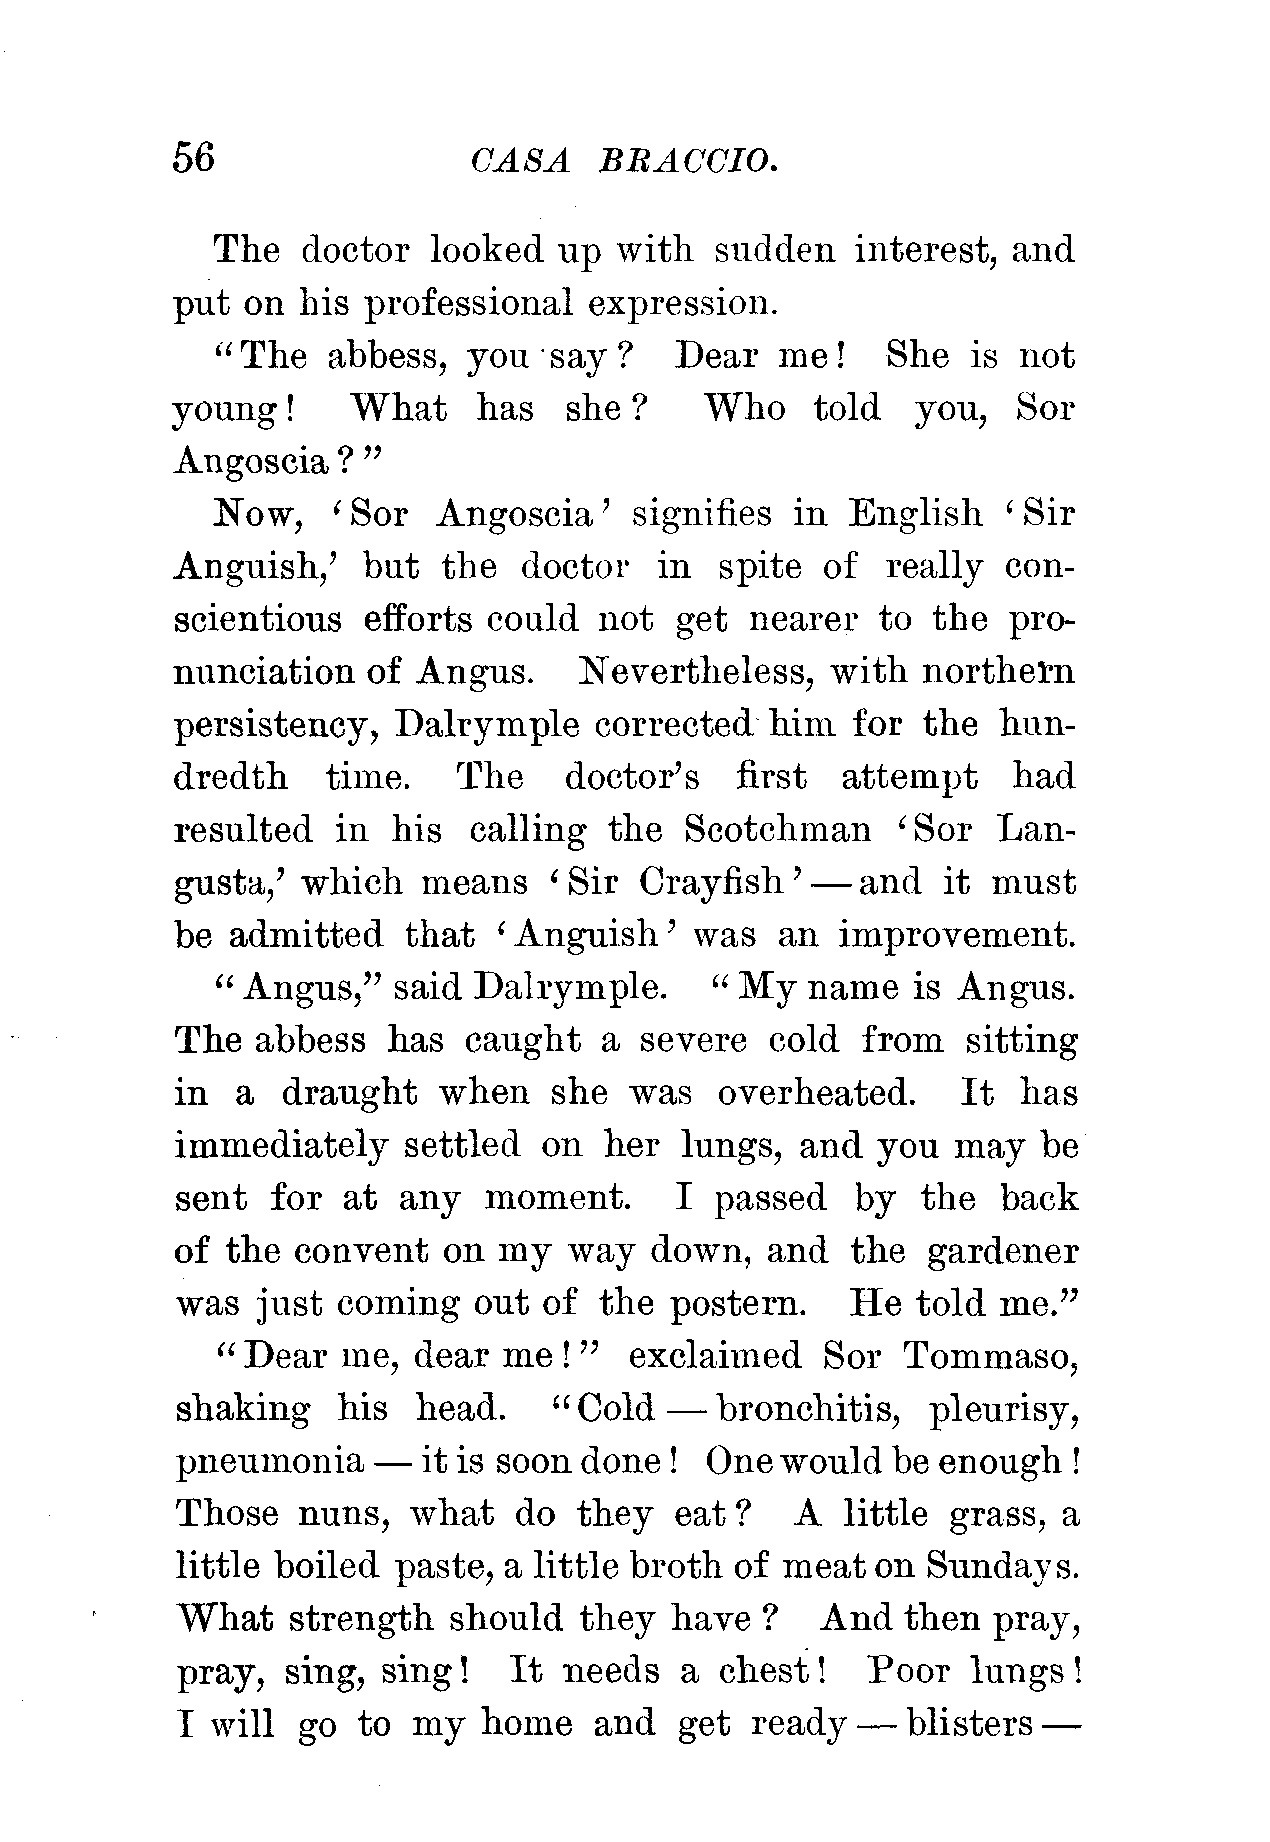 56 CASA BRACCIO.
The doctor looked up with sudden interest, and
put on his professional expression.
“The abbess, you say? Dear me! She is not
young! What has she? Who told you, Sor
Angoscia?”
Now, ‘Sor Angoscia’ signifies in English ‘Sir
Anguish,’ but the doctor in spite of really con-
scientious efforts could not get nearer to the pro-
nunciation of Angus. Nevertheless, with northern
persistency, Dalrymple corrected him for the hun-
dredth time. The doctor’s first attempt had
resulted in his calling the Scotchman ‘Sor Lan-
gusta,’ which means ‘Sir Crayfish’—and it must
be admitted that ‘Anguish’ was an improvement.
“Angus,” said Dalrymple. “My name is Angus.
The abbess has caught a severe cold from sitting
in a draught when she was overheated. It has
immediately settled on her lungs, and you may be
sent for at any moment. I passed by the back
of the convent on my way down, and the gardener
was just coming out of the postern. He told me.”
“Dear me, dear me!” exclaimed Sor Tommaso,
shaking his head. “Cold — bronchitis, pleurisy,
pneumonia — it is soon done! One would be enough!
Those nuns, what do they eat? A little grass, a
little boiled paste, a little broth of meat on Sundays.
What strength should they have? And then pray,
pray, sing, sing! It needs a chest! Poor lungs!
I will go to my home and get ready — blisters —